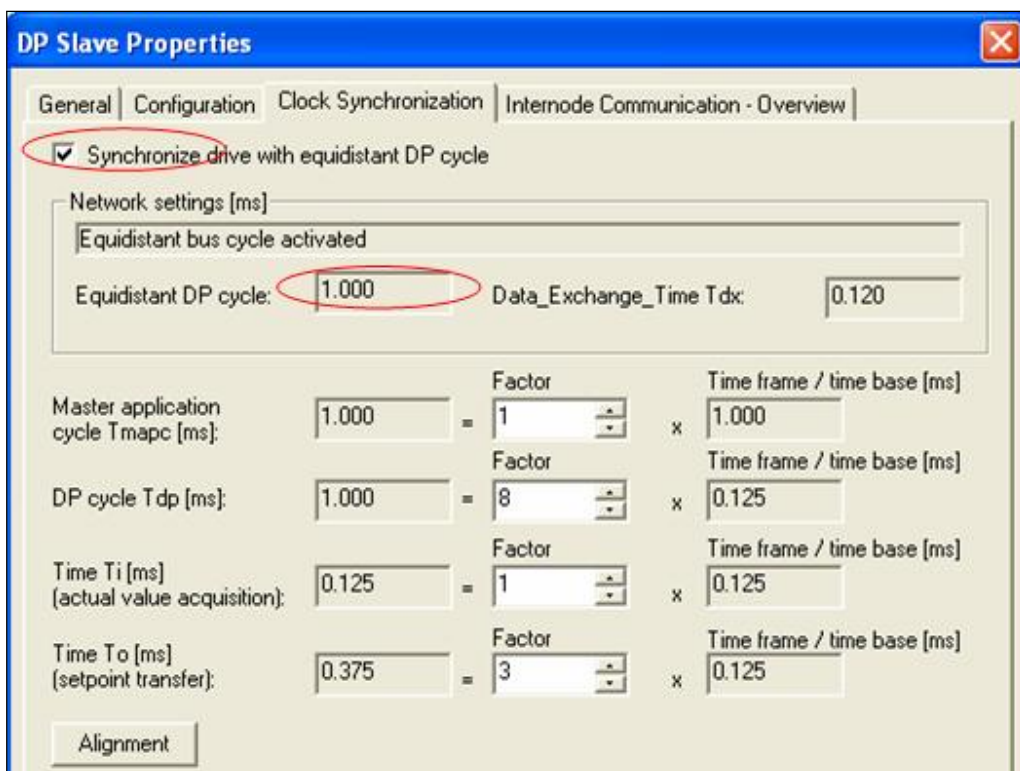 DP Slave Properties
General Configuration Clock Synchronization Internode Communication - Overview
Synchronize drive with equidistant DP cycle
Network settings [ms]
Equidistant bus cycle activated
Equidistant DP cycle: 1.000 Data_Exchange_Time Tdx: 0.120
Factor Time frame / time base [ms]
Master application
cycle Tmapc [ms]: 1.000 = 1 x 1.000
Factor Time frame / time base [ms]
DP cycle Tdp [ms]: 1.000 = 8 x 0.125
Factor Time frame / time base [ms]
Time Ti [ms]
(actual value acquisition): 0.125 = 1 x 0.125
Factor Time frame / time base [ms]
Time To [ms]
(setpoint transfer): 0.375 = 3 x 0.125
Alignment